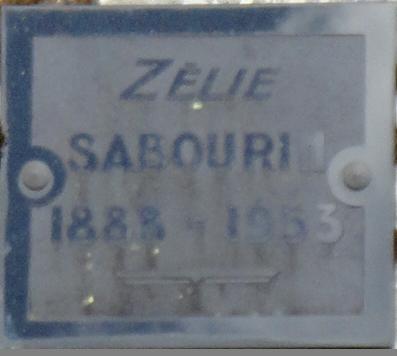 ZÉLIE
SABOURIN
1888 - 1953